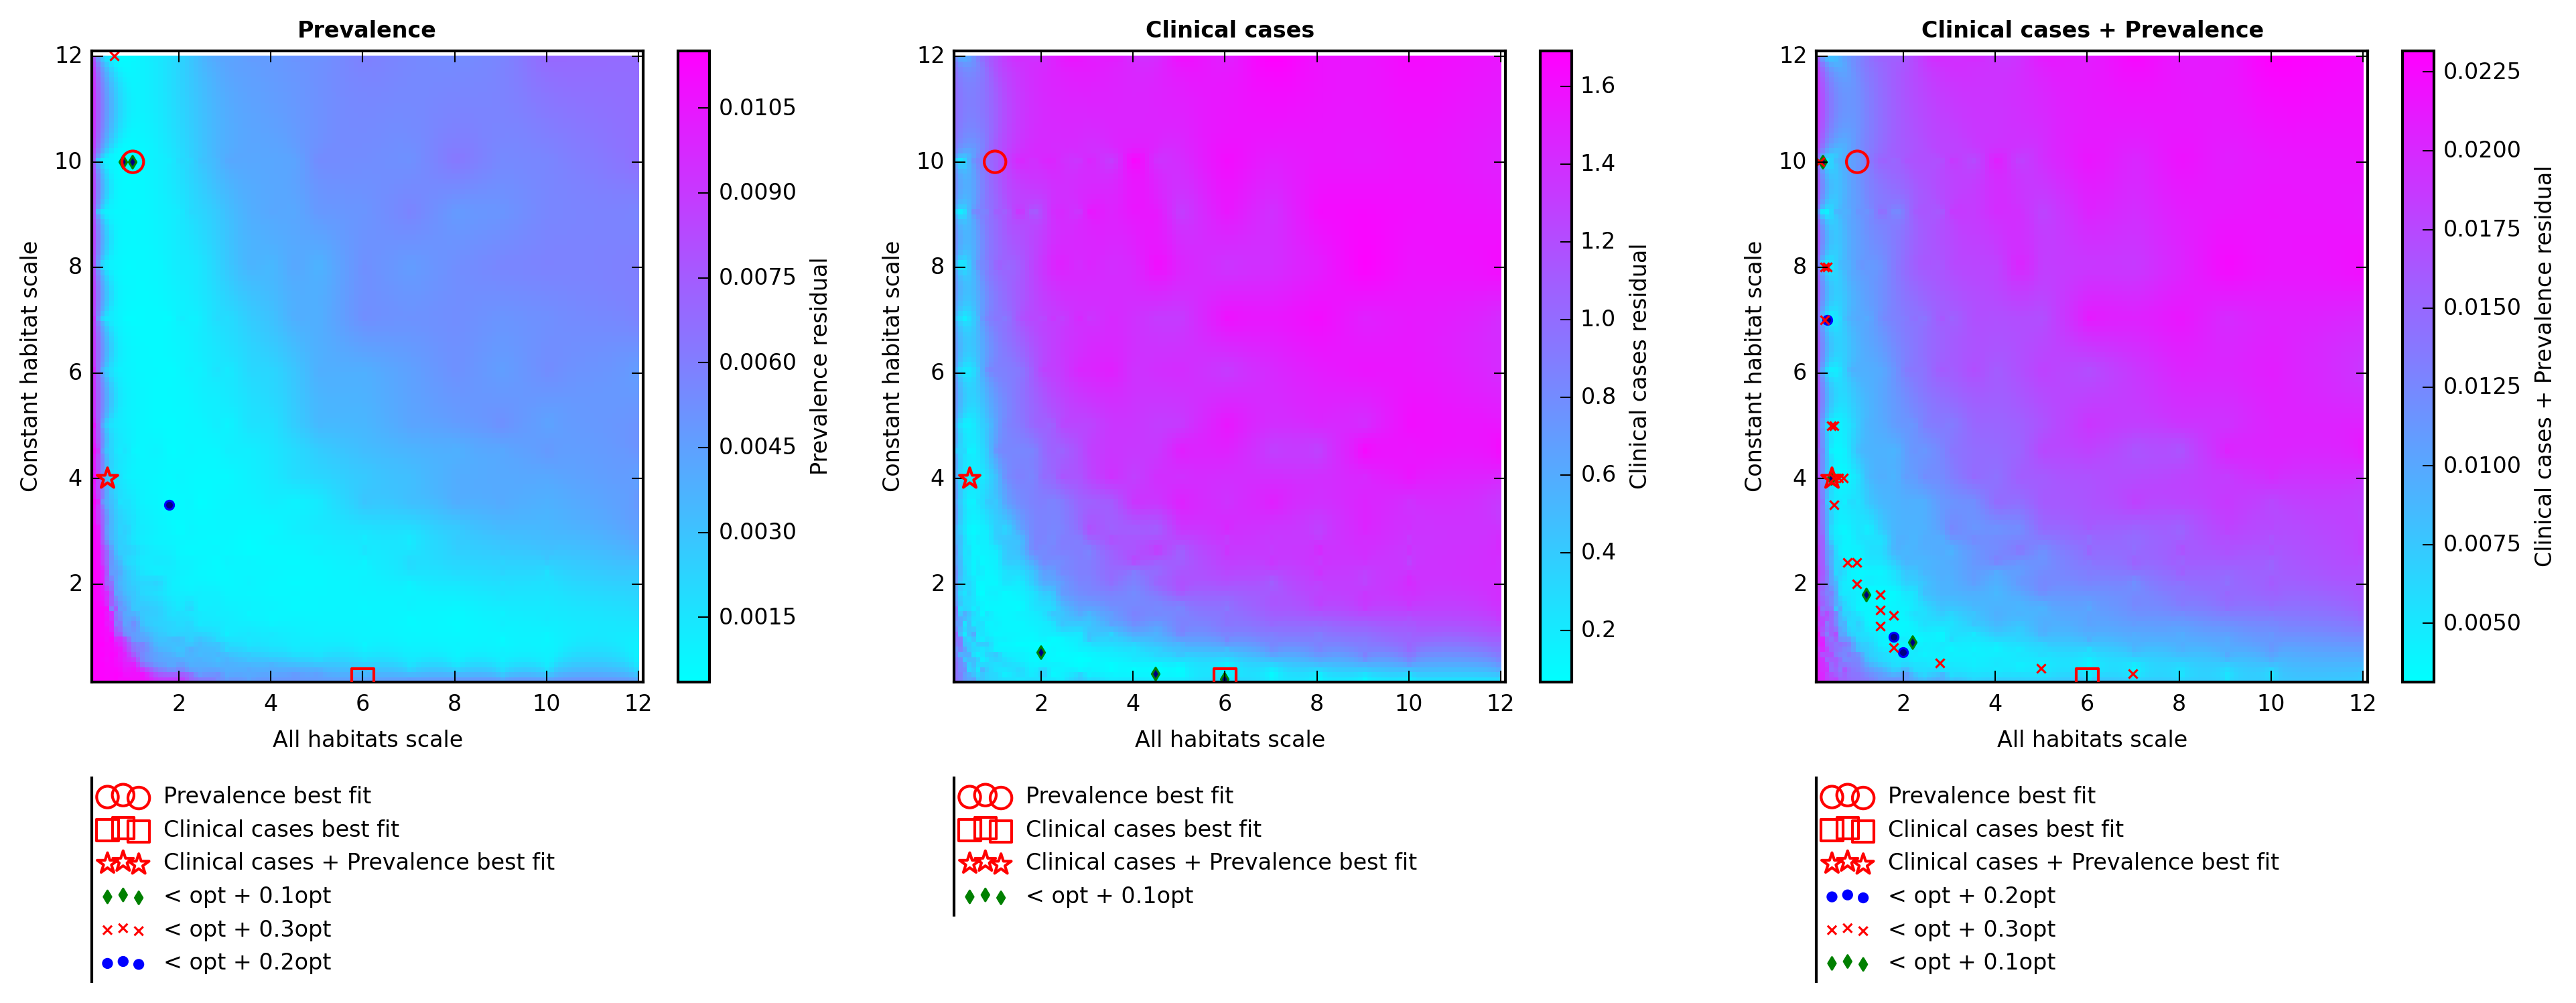 Prevalence
12
10
8
6
4
2
2 4 6 8 10 12
Constant habitat scale
All habitats scale
0.0105
0.0090
0.0075
0.0060
0.0045
0.0030
0.0015
Prevalence residual
Prevalence best fit
Clinical cases best fit
Clinical cases + Prevalence best fit
< opt + 0.1opt
< opt + 0.3opt
< opt + 0.2opt
Clinical cases
12
10
8
6
4
2
2 4 6 8 10 12
Constant habitat scale
All habitats scale
1.6
1.4
1.2
1.0
0.8
0.6
0.4
0.2
Clinical cases residual
Prevalence best fit
Clinical cases best fit
Clinical cases + Prevalence best fit
< opt + 0.1opt
Clinical cases + Prevalence
12
10
8
6
4
2
2 4 6 8 10 12
Constant habitat scale
All habitats scale
0.0225
0.0200
0.0175
0.0150
0.0125
0.0100
0.0075
0.0050
Clinical cases + Prevalence residual
Prevalence best fit
Clinical cases best fit
Clinical cases + Prevalence best fit
< opt + 0.2opt
< opt + 0.3opt
< opt + 0.1opt